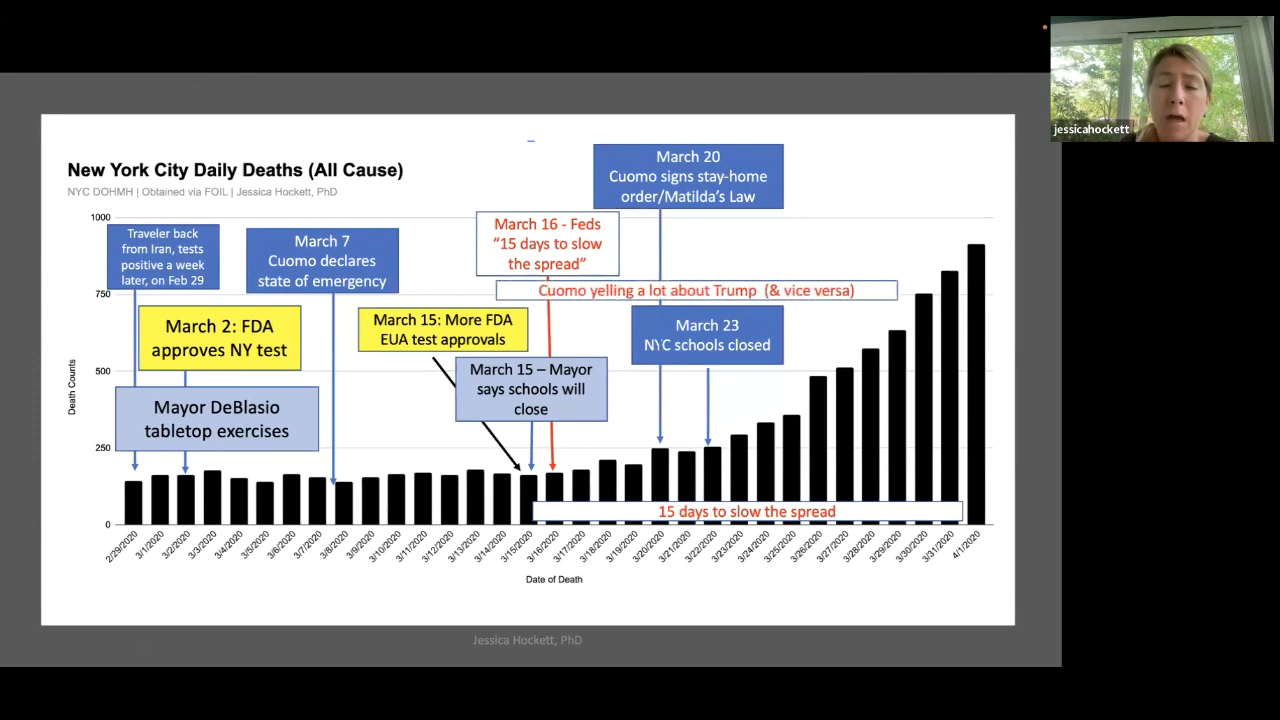 jessicahockett
New York City Daily Deaths (All Cause)
NYC DOHMH | Obtained via FOIL | Jessica Hockett, PhD
March 20
Cuomo signs stay-home
order/Matilda's Law
March 16 - Feds
"15 days to slow
the spread"
Traveler back
from Iran, tests
positive a week
later, on Feb 29
March 7
Cuomo declares
state of emergency
Cuomo yelling a lot about Trump (& vice versa)
March 2: FDA
approves NY test
March 15: More FDA
EUA test approvals
March 23
NYC schools closed
March 15 – Mayor
says schools will
close
Mayor DeBlasio
tabletop exercises
15 days to slow the spread
Death Counts
1000
750
500
250
0
2/29/2020
3/1/2020
3/2/2020
3/3/2020
3/4/2020
3/5/2020
3/6/2020
3/7/2020
3/8/2020
3/9/2020
3/10/2020
3/11/2020
3/12/2020
3/13/2020
3/14/2020
3/15/2020
3/16/2020
3/17/2020
3/18/2020
3/19/2020
3/20/2020
3/21/2020
3/22/2020
3/23/2020
3/24/2020
3/25/2020
3/26/2020
3/27/2020
3/28/2020
3/29/2020
3/30/2020
3/31/2020
4/1/2020
Date of Death
Jessica Hockett, PhD